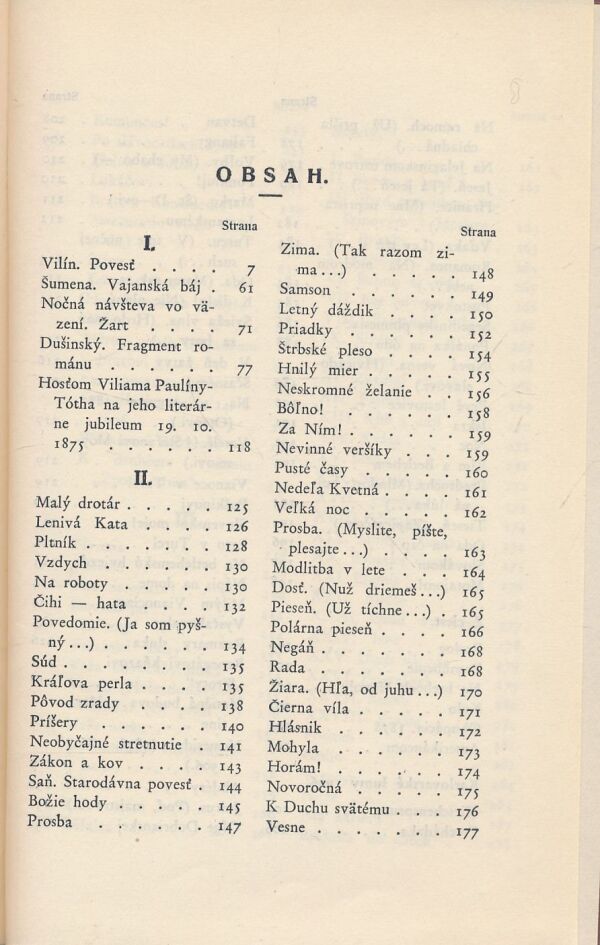 OBSAH.
Strana
I.
Vilín. Povesť . . . . 7
Šumena. Vajanská báj . 61
Nočná návšteva vo vä-
zení. Žart . . . . 71
Dušinský. Fragment ro-
mánu . . . . . . 77
Hosťom Viliama Paulíny-
Tótha na jeho literár-
ne jubileum 19. 10.
1875 . . . . . . 118
II.
Malý drotár . . . . . 125
Lenivá Kata . . . . . 126
Pltník . . . . . . . 128
Vzdych . . . . . . . 130
Na roboty . . . . . 130
Čihi — hata . . . . . 132
Povedomie. (Ja som pyš-
ný...) . . . . . . 134
Súd . . . . . . . . 135
Kráľova perla . . . . 135
Pôvod zrady . . . . 138
Príšery . . . . . . 140
Neobyčajné stretnutie . 141
Zákon a kov . . . . 143
Saň. Starodávna povesť . 144
Božie hody . . . . . 145
Prosba . . . . . . 147
Strana
Zima. (Tak razom zi-
ma...) . . . . . 148
Samson . . . . . . 149
Letný dáždik . . . . 150
Priadky . . . . . . 152
Štrbské pleso . . . . 154
Hnilý mier . . . . . 155
Neskromné želanie . . 156
Bôľno! . . . . . . 158
Za Ním! . . . . . . 159
Nevinné veršíky . . . 159
Pusté časy . . . . . 160
Nedeľa Kvetná . . . . 161
Veľká noc . . . . . 162
Prosba. (Myslite, píšte,
plesajte...) . . . . 163
Modlitba v lete . . . 164
Dosť. (Nuž driemeš...) 165
Pieseň. (Už tíchne...) . 165
Polárna pieseň . . . . 166
Negáň . . . . . . . 168
Rada . . . . . . . 168
Žiara. (Hľa, od juhu...) 170
Čierna víla . . . . . 171
Hlásnik . . . . . . 172
Mohyla . . . . . . 173
Horám! . . . . . . 174
Novoročná . . . . . 175
K Duchu svätému . . . 176
Vesne . . . . . . . 177